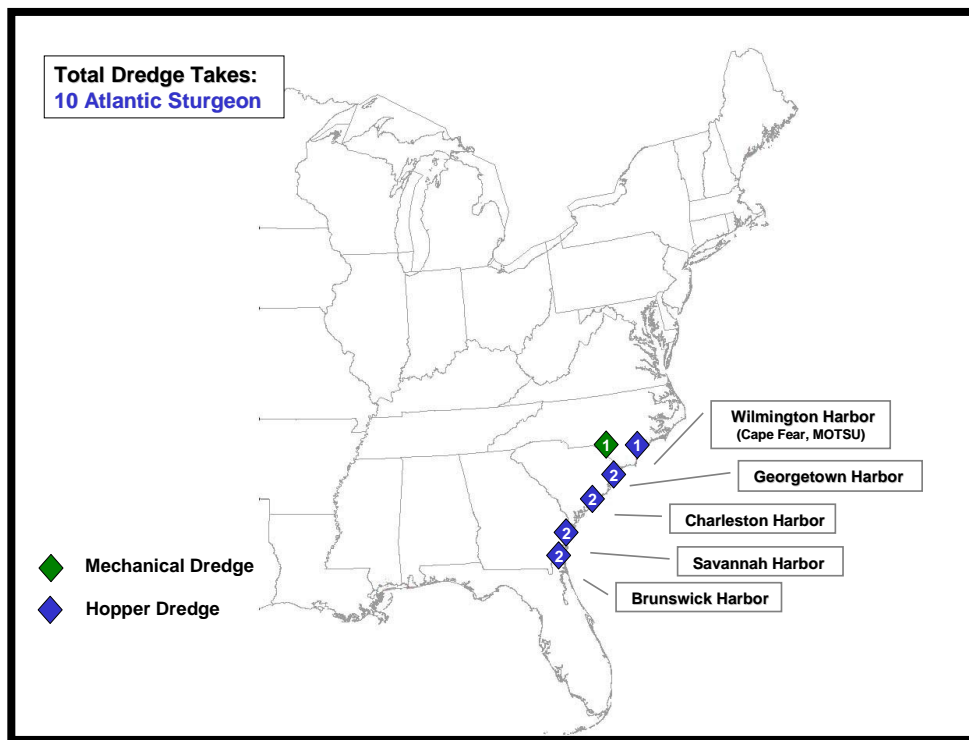 Total Dredge Takes:
10 Atlantic Sturgeon
Wilmington Harbor
(Cape Fear, MOTSU)
1
1
2
Georgetown Harbor
2
Charleston Harbor
2
Savannah Harbor
2
Mechanical Dredge
Brunswick Harbor
Hopper Dredge